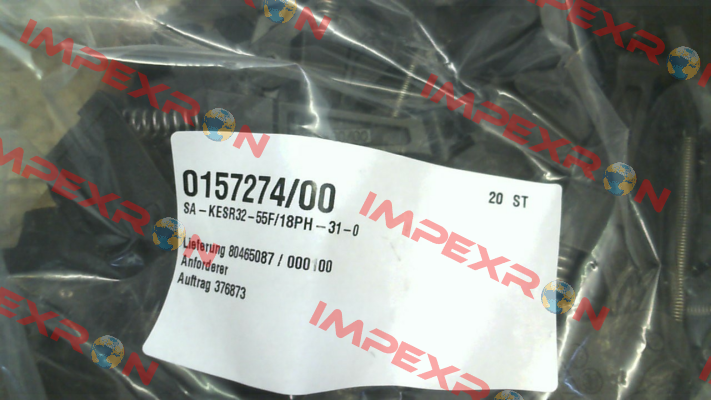 0157274/00
20 ST
SA-KESR32-55F/18PH-31-0
Lieferung 80465087 / 000100
Anforderer
Auftrag 376873
IMPEXRON
IMPEXRON
IMPEXRON
IMPEXRON
IMPEXRON
IMPEXRON
IMPEXRON